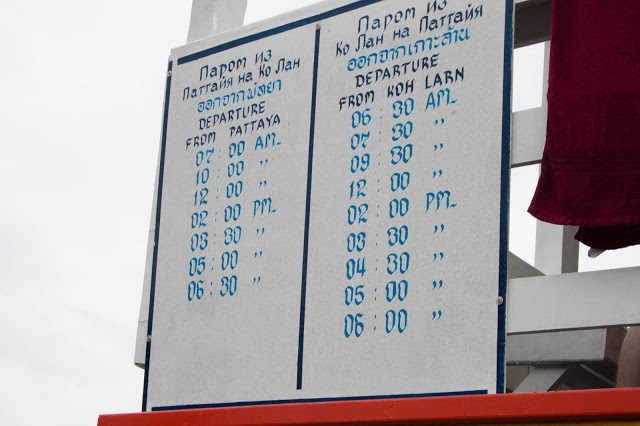 Паром из
Паттайя на Ко Лан
ออกจากพัทยา
DEPARTURE
FROM PATTAYA
07 : 00 AM.
10 : 00 "
12 : 00 "
02 : 00 PM.
03 : 30 "
05 : 00 "
06 : 30 "
Паром из
Ко Лан на Паттайя
ออกจากเกาะล้าน
DEPARTURE
FROM KOH LARN
06 : 30 AM.
07 : 30 "
09 : 30 "
12 : 00 "
02 : 00 PM.
03 : 30 "
04 : 30 "
05 : 00 "
06 : 00 "